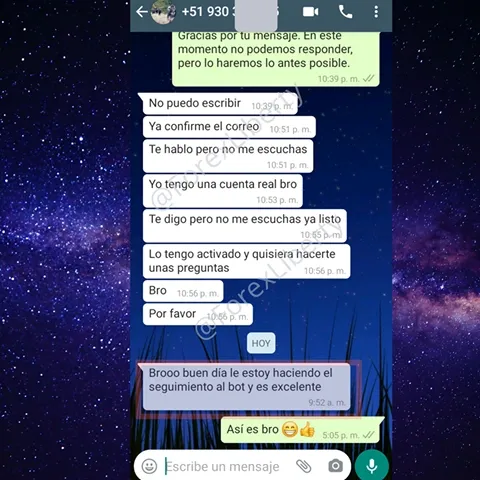 +51 930 3
Gracias por tu mensaje. En este
momento no podemos responder,
pero lo haremos lo antes posible.
10:39 p. m.
No puedo escribir 10:39 p. m.
Ya confirme el correo 10:51 p. m.
Te hablo pero no me escuchas
10:51 p. m.
Yo tengo una cuenta real bro
10:53 p. m.
Te digo pero no me escuchas ya listo
10:55 p. m.
Lo tengo activado y quisiera hacerte
unas preguntas 10:56 p. m.
Bro 10:56 p. m.
Por favor 10:56 p. m.
HOY
Brooo buen día le estoy haciendo el
seguimiento al bot y es excelente
9:52 a. m.
Así es bro 😁👍 5:05 p. m.
Escribe un mensaje
@ForexLiberty
@ForexLiberty